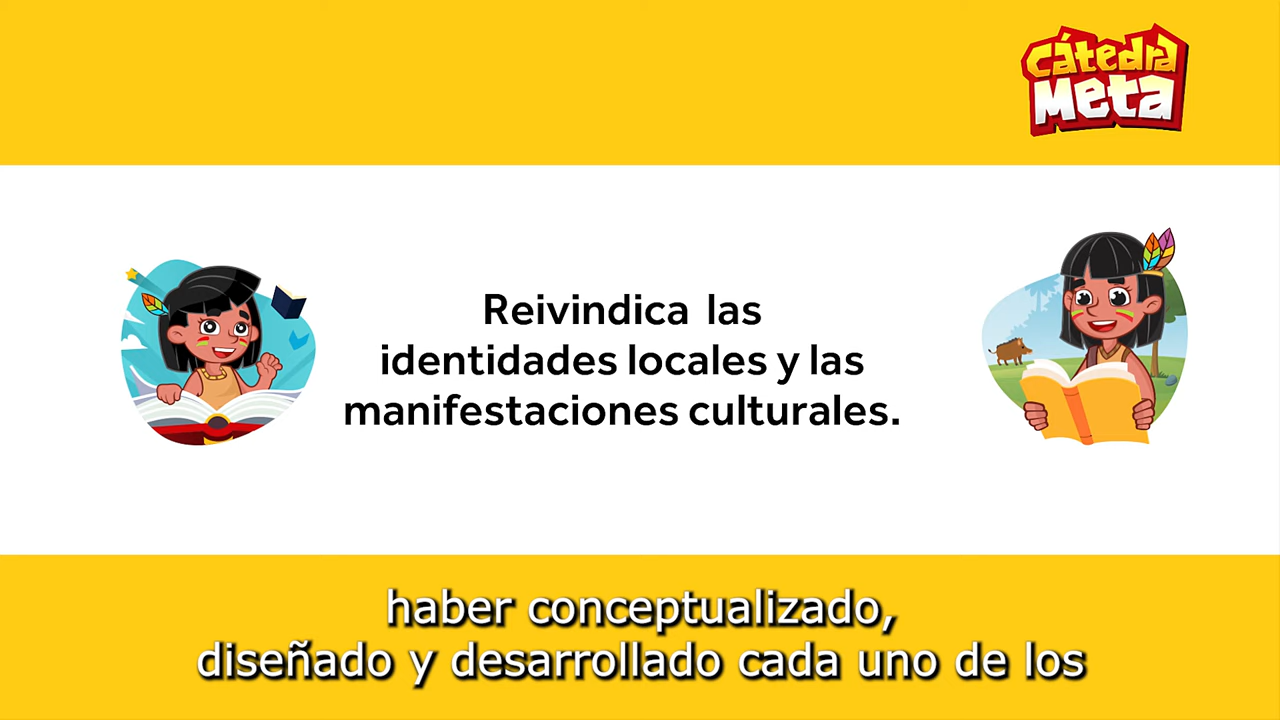 Cátedra
Meta
Reivindica las
identidades locales y las
manifestaciones culturales.
haber conceptualizado,
diseñado y desarrollado cada uno de los